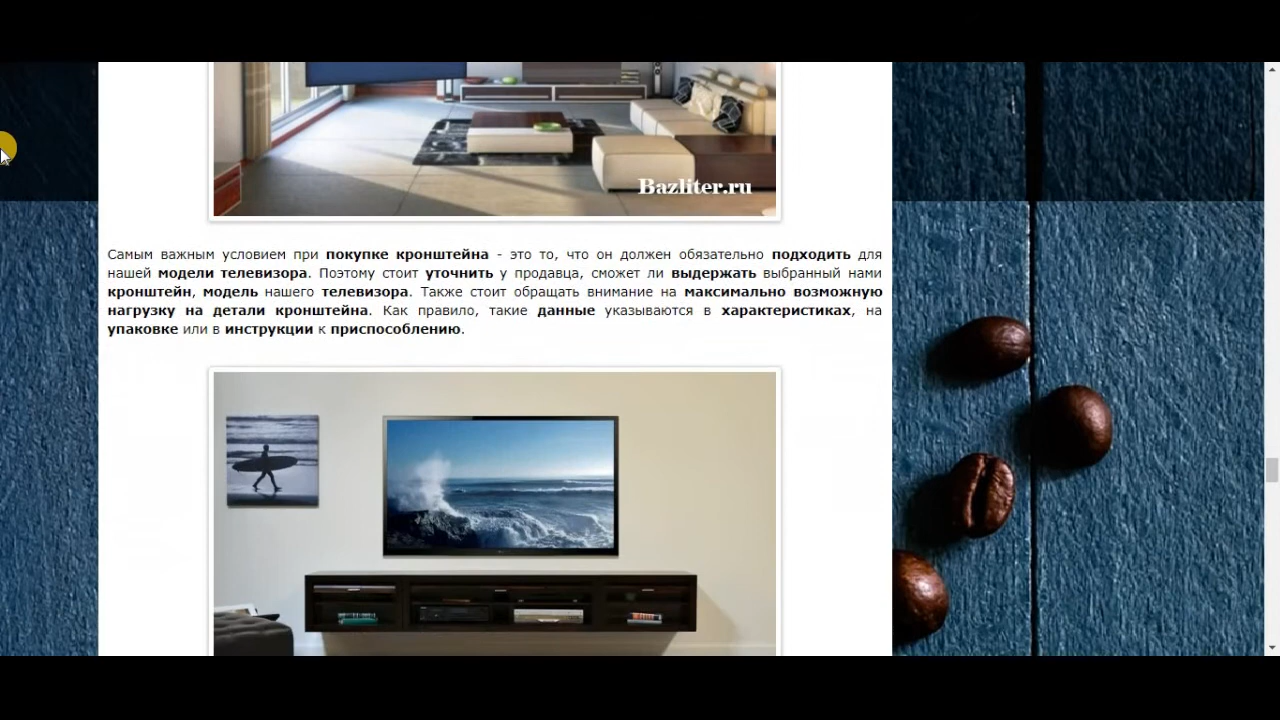 Bazliter.ru
Самым важным условием при покупке кронштейна - это то, что он должен обязательно подходить для
нашей модели телевизора. Поэтому стоит уточнить у продавца, сможет ли выдержать выбранный нами
кронштейн, модель нашего телевизора. Также стоит обращать внимание на максимально возможную
нагрузку на детали кронштейна. Как правило, такие данные указываются в характеристиках, на
упаковке или в инструкции к приспособлению.